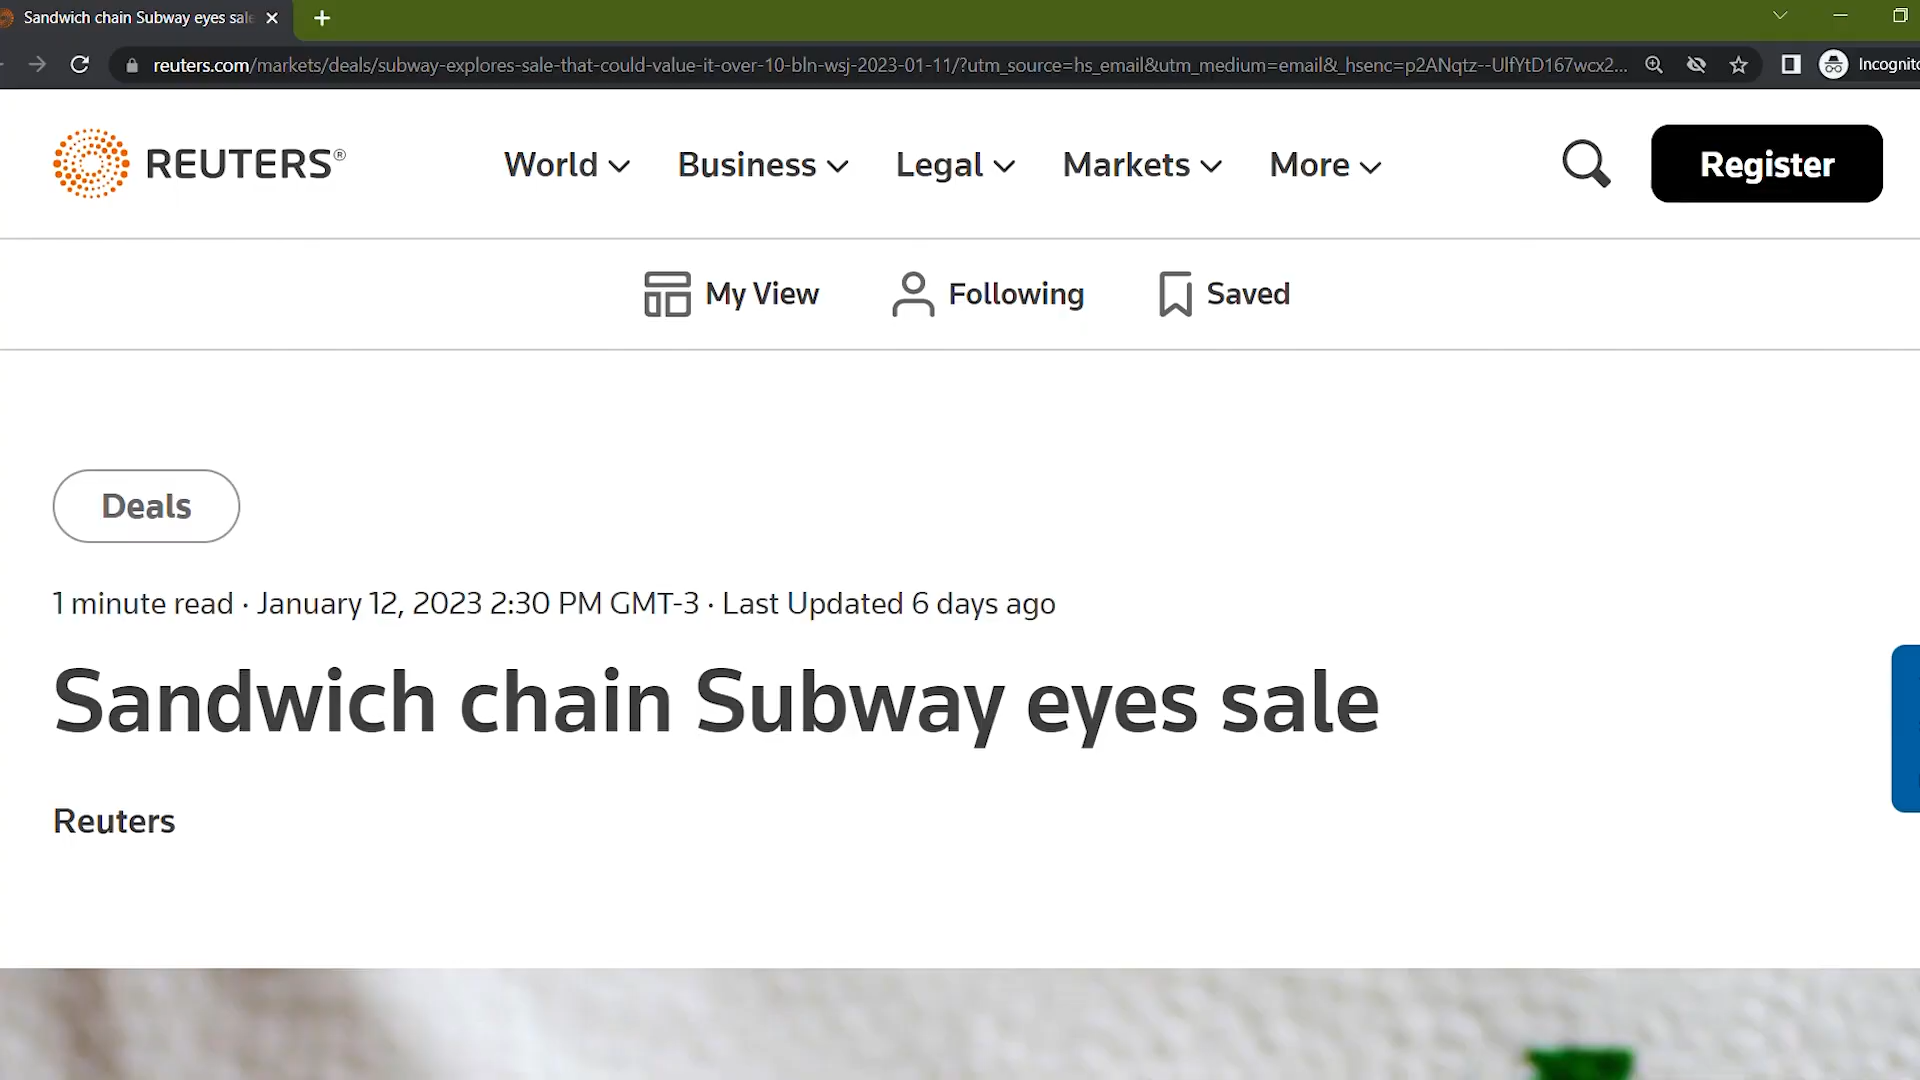 Sandwich chain Subway eyes sale
reuters.com/markets/deals/subway-explores-sale-that-could-value-it-over-10-bln-wsj-2023-01-11/?utm_source=hs_email&utm_medium=email&_hsenc=p2ANqtz--UlfYtD167wcx2... Incognito
REUTERS® World Business Legal Markets More Register
My View Following Saved
Deals
1 minute read · January 12, 2023 2:30 PM GMT-3 · Last Updated 6 days ago
Sandwich chain Subway eyes sale
Reuters